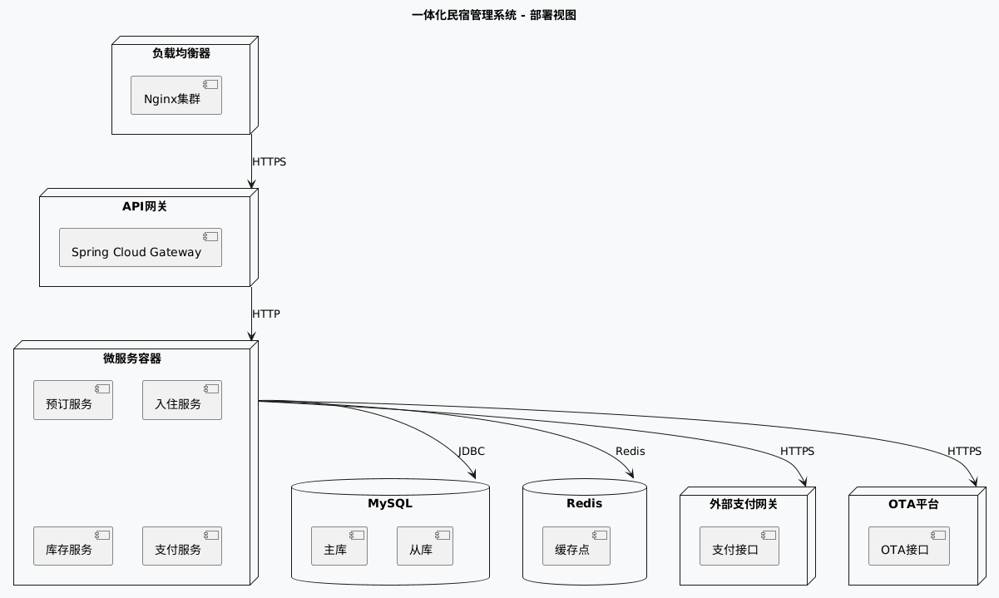 一体化民宿管理系统 - 部署视图
负载均衡器
Nginx集群
HTTPS
API网关
Spring Cloud Gateway
HTTP
微服务容器
预订服务
入住服务
库存服务
支付服务
JDBC
Redis
HTTPS
HTTPS
MySQL
主库
从库
Redis
缓存点
外部支付网关
支付接口
OTA平台
OTA接口